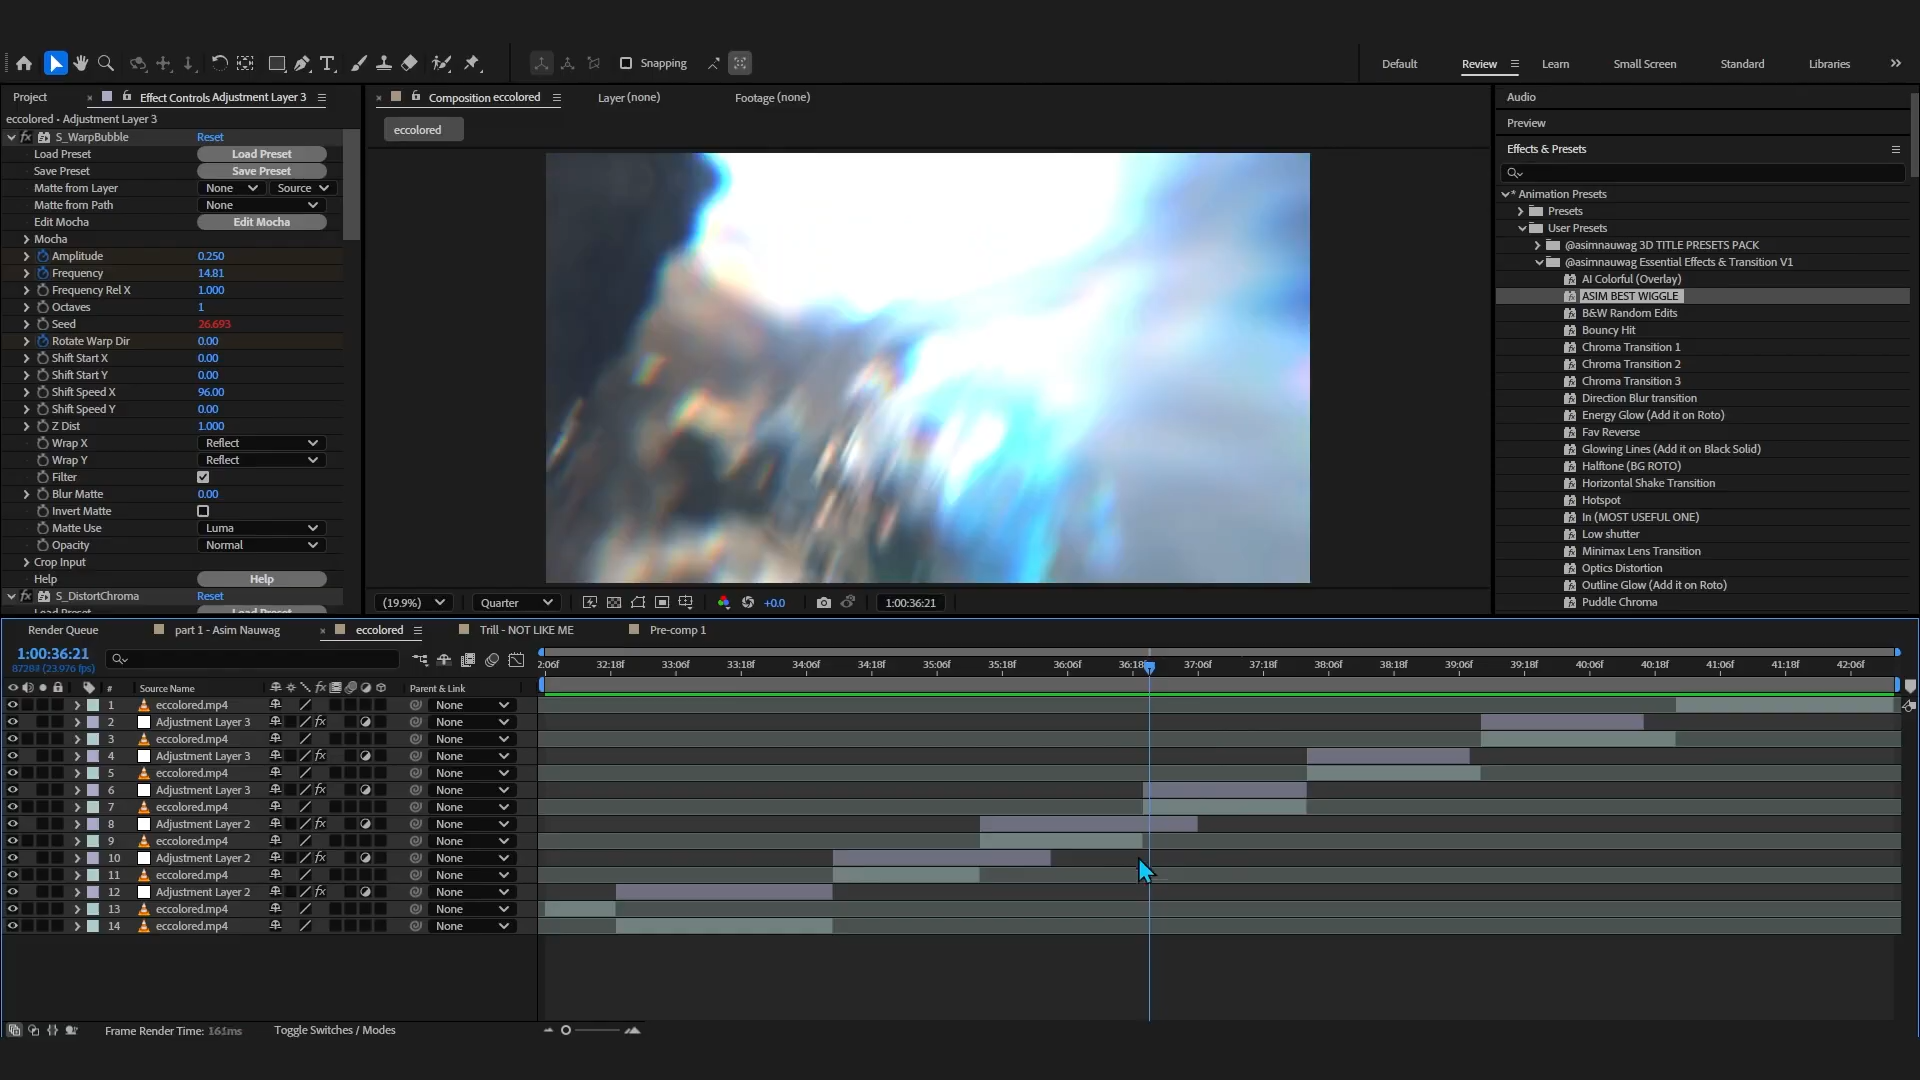 Snapping
Default
Review
Learn
Small Screen
Standard
Libraries
Project
Effect Controls Adjustment Layer 3
Composition eccolored
Layer (none)
Footage (none)
eccolored - Adjustment Layer 3
eccolored
fx S_WarpBubble Reset
Load Preset Load Preset
Save Preset Save Preset
Matte from Layer None Source
Matte from Path None
Edit Mocha Edit Mocha
Mocha
Amplitude 0.250
Frequency 14.81
Frequency Rel X 1.000
Octaves 1
Seed 26.693
Rotate Warp Dir 0.00
Shift Start X 0.00
Shift Start Y 0.00
Shift Speed X 96.00
Shift Speed Y 0.00
Z Dist 1.000
Wrap X Reflect
Wrap Y Reflect
Filter
Blur Matte 0.00
Invert Matte
Matte Use Luma
Opacity Normal
Crop Input
Help Help
fx S_DistortChroma Reset
Load Preset Load Preset
(19.9%) Quarter +0.0 1:00:36:21
Audio
Preview
Effects & Presets
* Animation Presets
Presets
User Presets
@asimnauwag 3D TITLE PRESETS PACK
@asimnauwag Essential Effects & Transition V1
AI Colorful (Overlay)
ASIM BEST WIGGLE
B&W Random Edits
Bouncy Hit
Chroma Transition 1
Chroma Transition 2
Chroma Transition 3
Direction Blur transition
Energy Glow (Add it on Roto)
Fav Reverse
Glowing Lines (Add it on Black Solid)
Halftone (BG ROTO)
Horizontal Shake Transition
Hotspot
In (MOST USEFUL ONE)
Low shutter
Minimax Lens Transition
Optics Distortion
Outline Glow (Add it on Roto)
Puddle Chroma
Render Queue
part 1 - Asim Nauwag
eccolored
Trill - NOT LIKE ME
Pre-comp 1
1:00:36:21
87284 (23.976 fps)
2:06f 32:18f 33:06f 33:18f 34:06f 34:18f 35:06f 35:18f 36:06f 36:18f 37:06f 37:18f 38:06f 38:18f 39:06f 39:18f 40:06f 40:18f 41:06f 41:18f 42:06f
# Source Name fx Parent & Link
1 eccolored.mp4 None
2 Adjustment Layer 3 fx None
3 eccolored.mp4 None
4 Adjustment Layer 3 fx None
5 eccolored.mp4 None
6 Adjustment Layer 3 fx None
7 eccolored.mp4 None
8 Adjustment Layer 2 fx None
9 eccolored.mp4 None
10 Adjustment Layer 2 fx None
11 eccolored.mp4 None
12 Adjustment Layer 2 fx None
13 eccolored.mp4 None
14 eccolored.mp4 None
Frame Render Time: 161ms
Toggle Switches / Modes